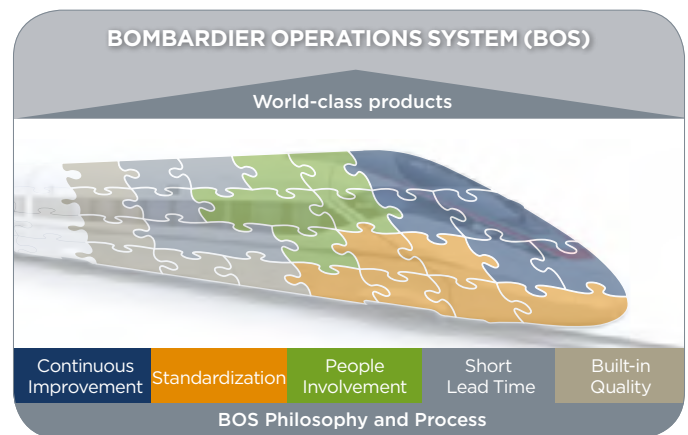 BOMBARDIER OPERATIONS SYSTEM (BOS)
World-class products
Continuous
Improvement
Standardization
People
Involvement
Short
Lead Time
Built-in
Quality
BOS Philosophy and Process